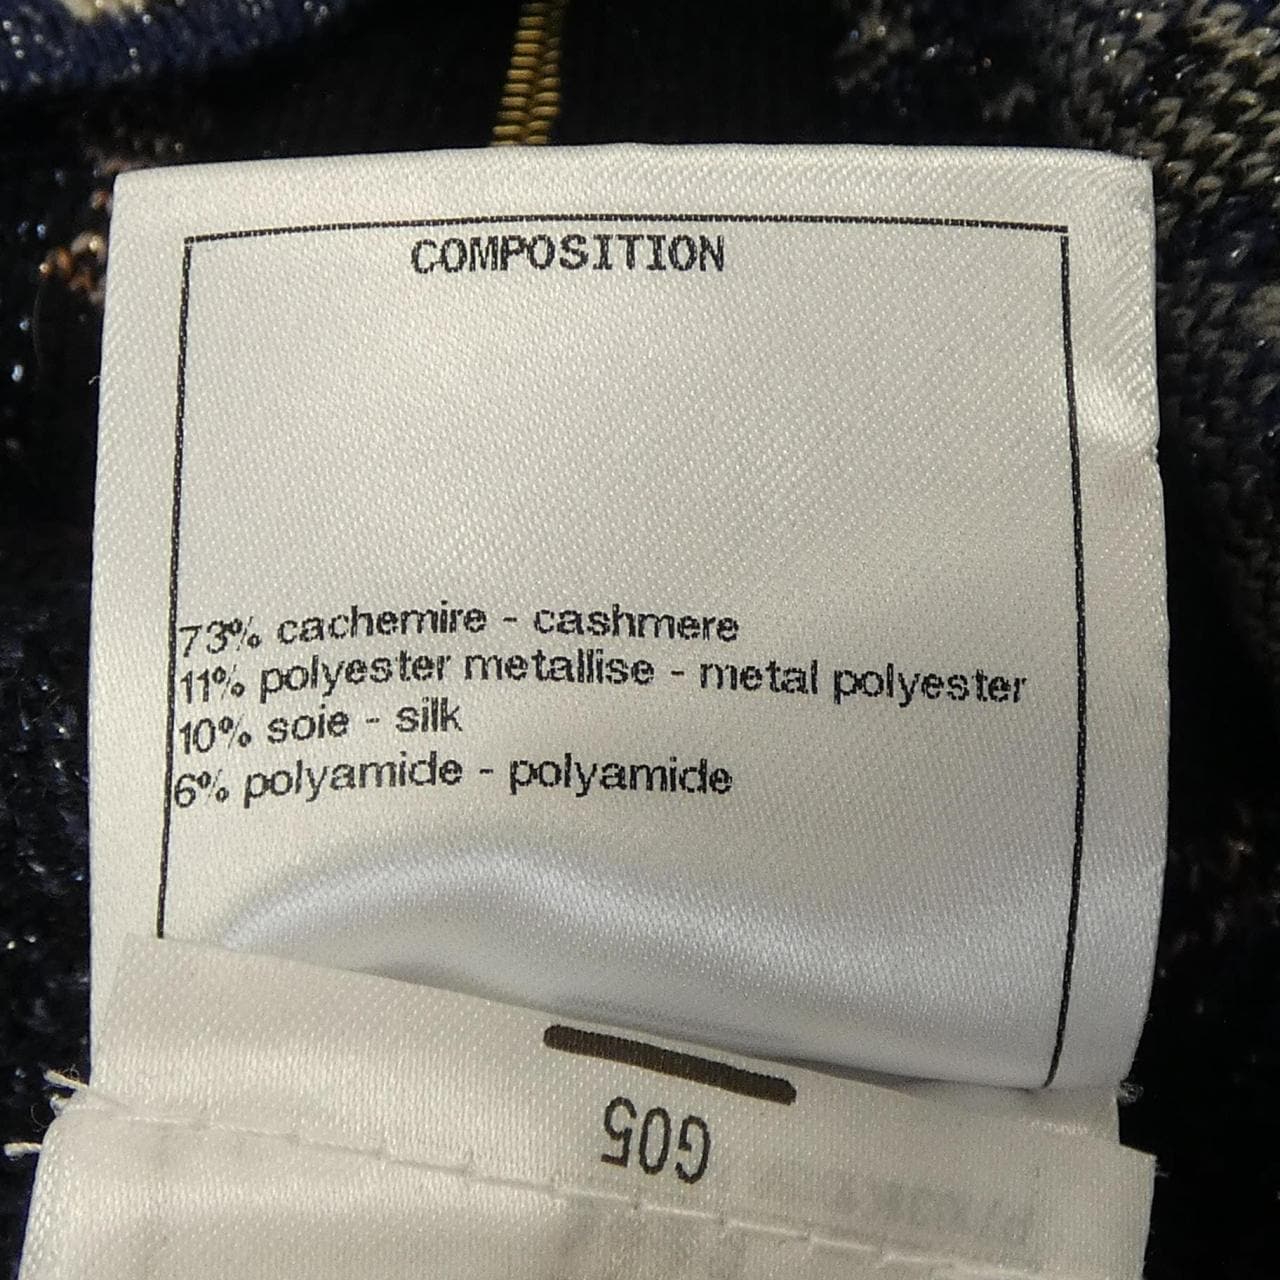 COMPOSITION
73% cachemire - cashmere
11% polyester metallise - metal polyester
10% soie - silk
6% polyamide - polyamide
G05